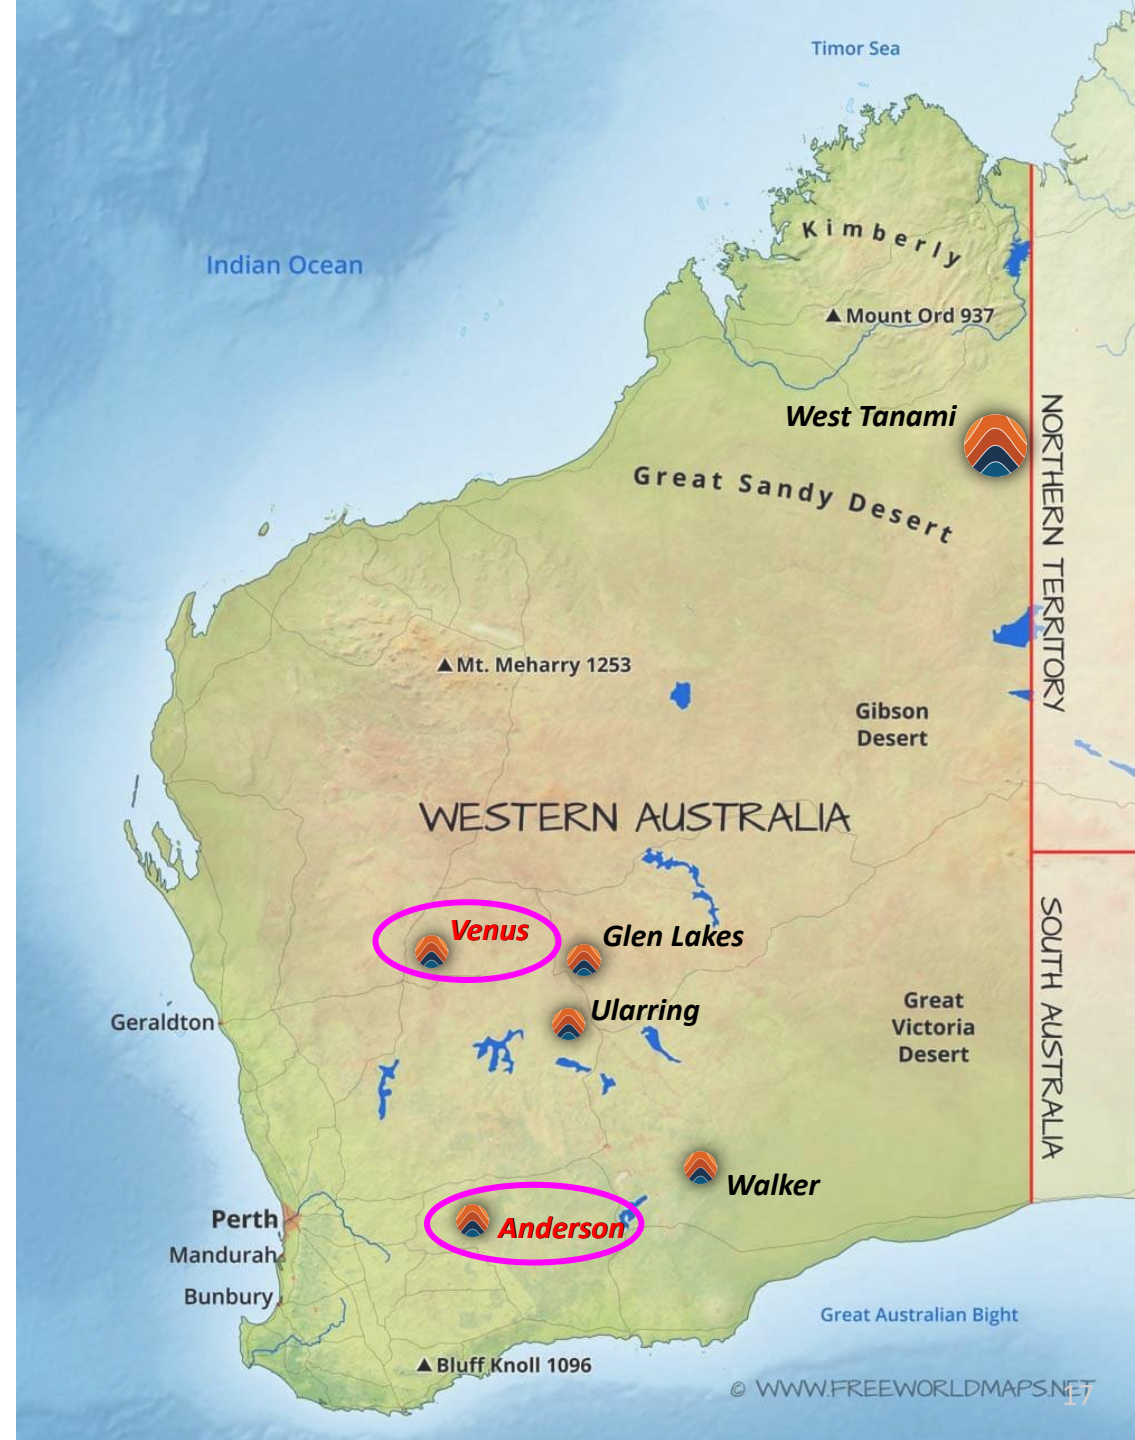 Timor Sea
Kimberly
Indian Ocean
Mount Ord 937
West Tanami
NORTHERN TERRITORY
Great Sandy Desert
Mt. Meharry 1253
Gibson
Desert
WESTERN AUSTRALIA
Venus
Glen Lakes
SOUTH AUSTRALIA
Ularring
Geraldton
Great
Victoria
Desert
Walker
Perth
Anderson
Mandurah
Bunbury
Great Australian Bight
Bluff Knoll 1096
© WWW.FREEWORLDMAPS.NET
17